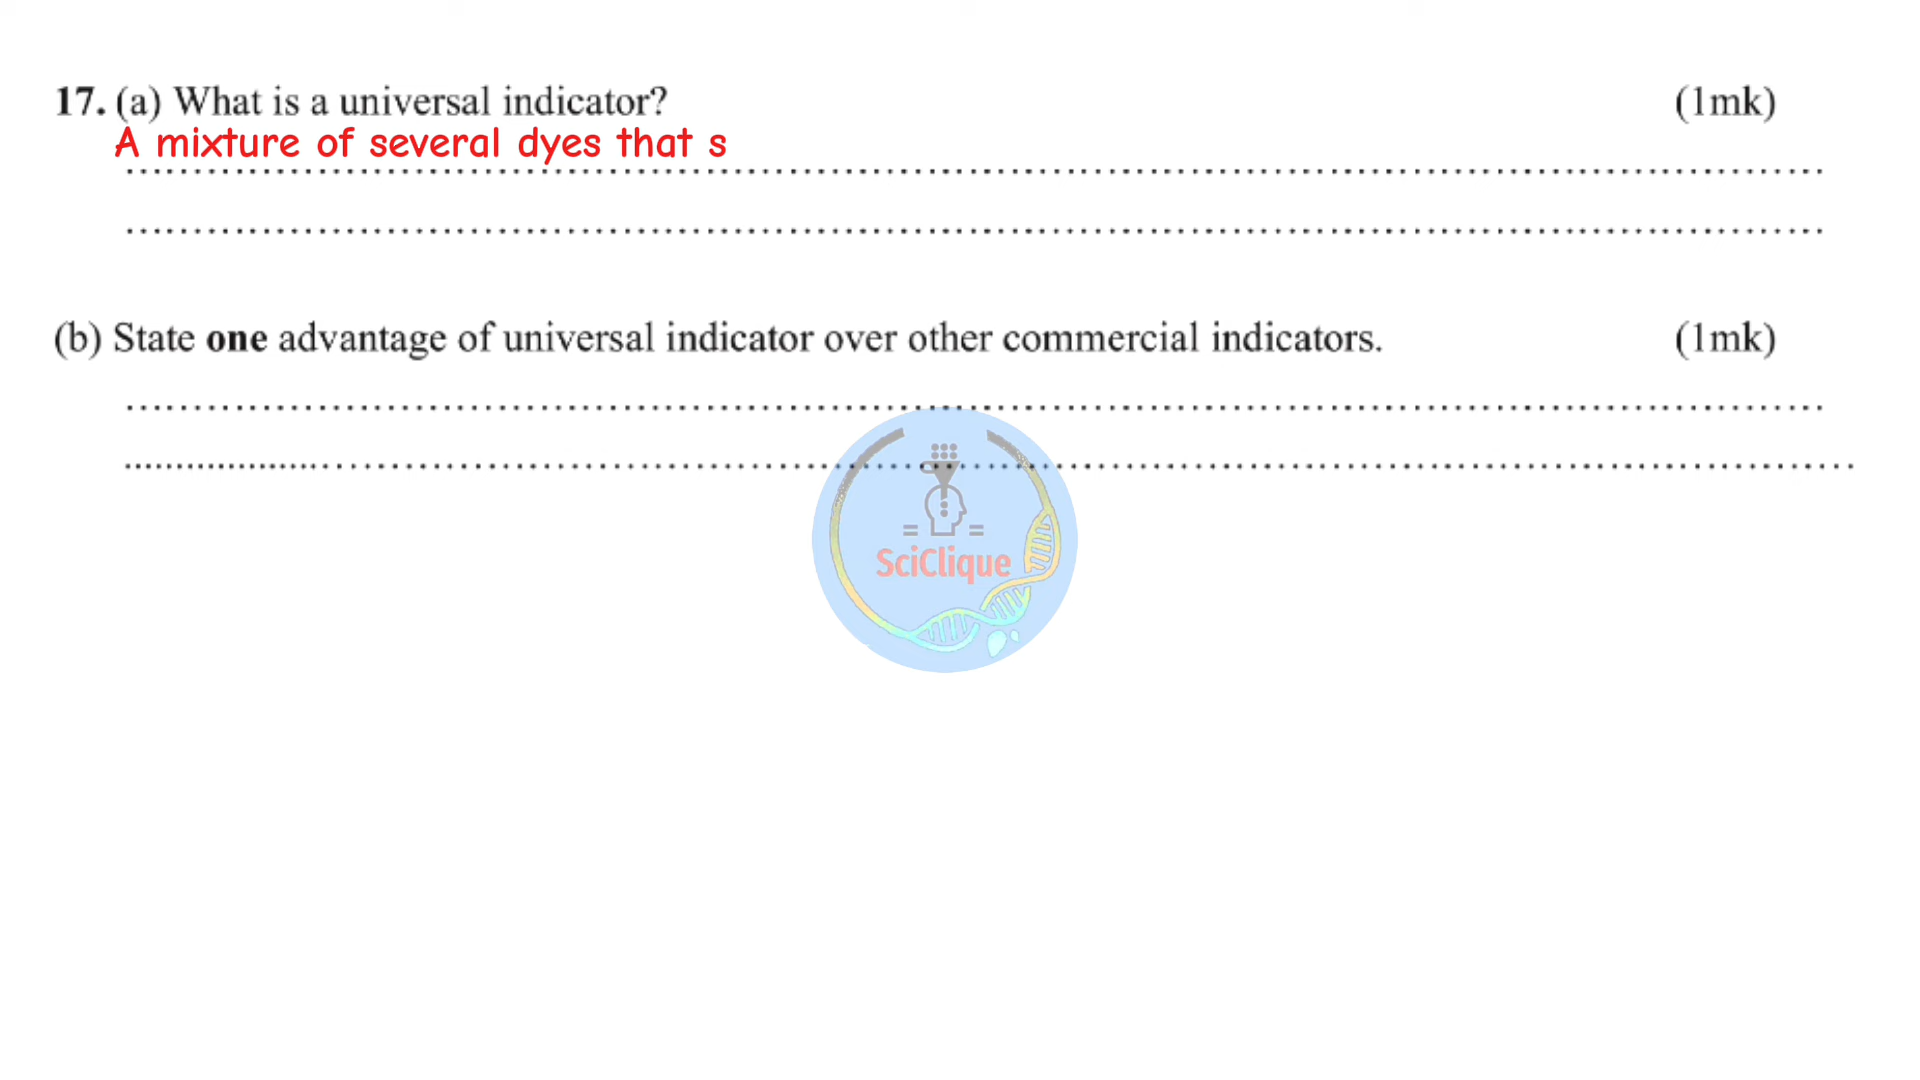 17. (a) What is a universal indicator? (1mk)
A mixture of several dyes that s
(b) State one advantage of universal indicator over other commercial indicators. (1mk)
SciClique